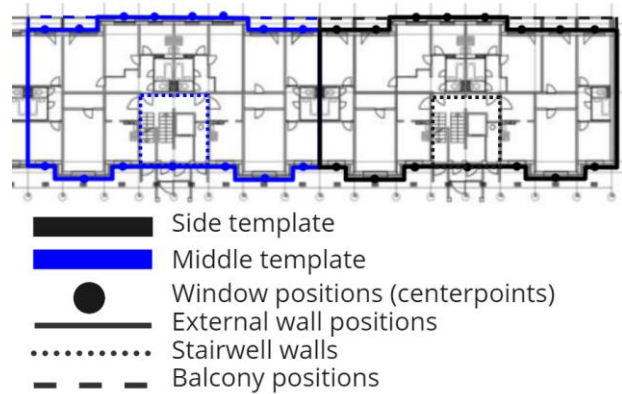 Side template
Middle template
Window positions (centerpoints)
External wall positions
Stairwell walls
Balcony positions